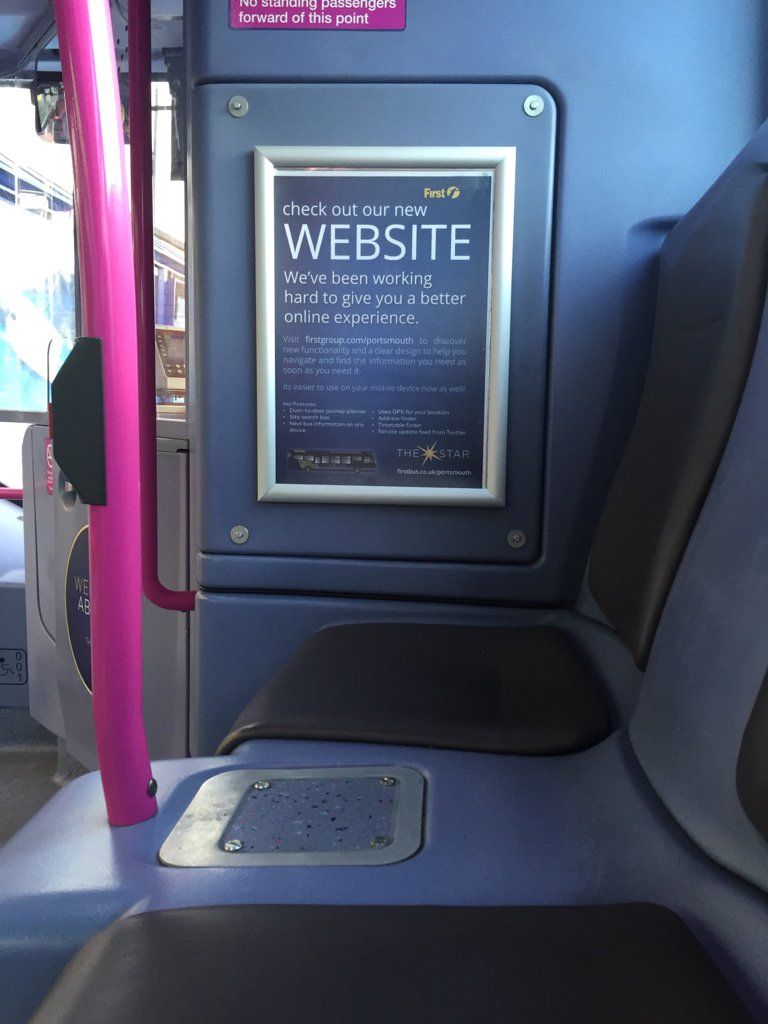 No standing passengers
forward of this point
First
check out our new
WEBSITE
We've been working
hard to give you a better
online experience.
Visit firstgroup.com/portsmouth to discover
new functionality and a clear design to help you
navigate and find the information you need as
soon as you need it.
Its easier to use on your mobile device now as well!
Key Features:
• Door-to-door journey planner
• Site search box
• Next bus information on any
device
• Uses GPS for your location
• Address finder
• Timetable finder
• Service update feed from Twitter
THE STAR
firstbus.co.uk/portsmouth
WE
AB
001